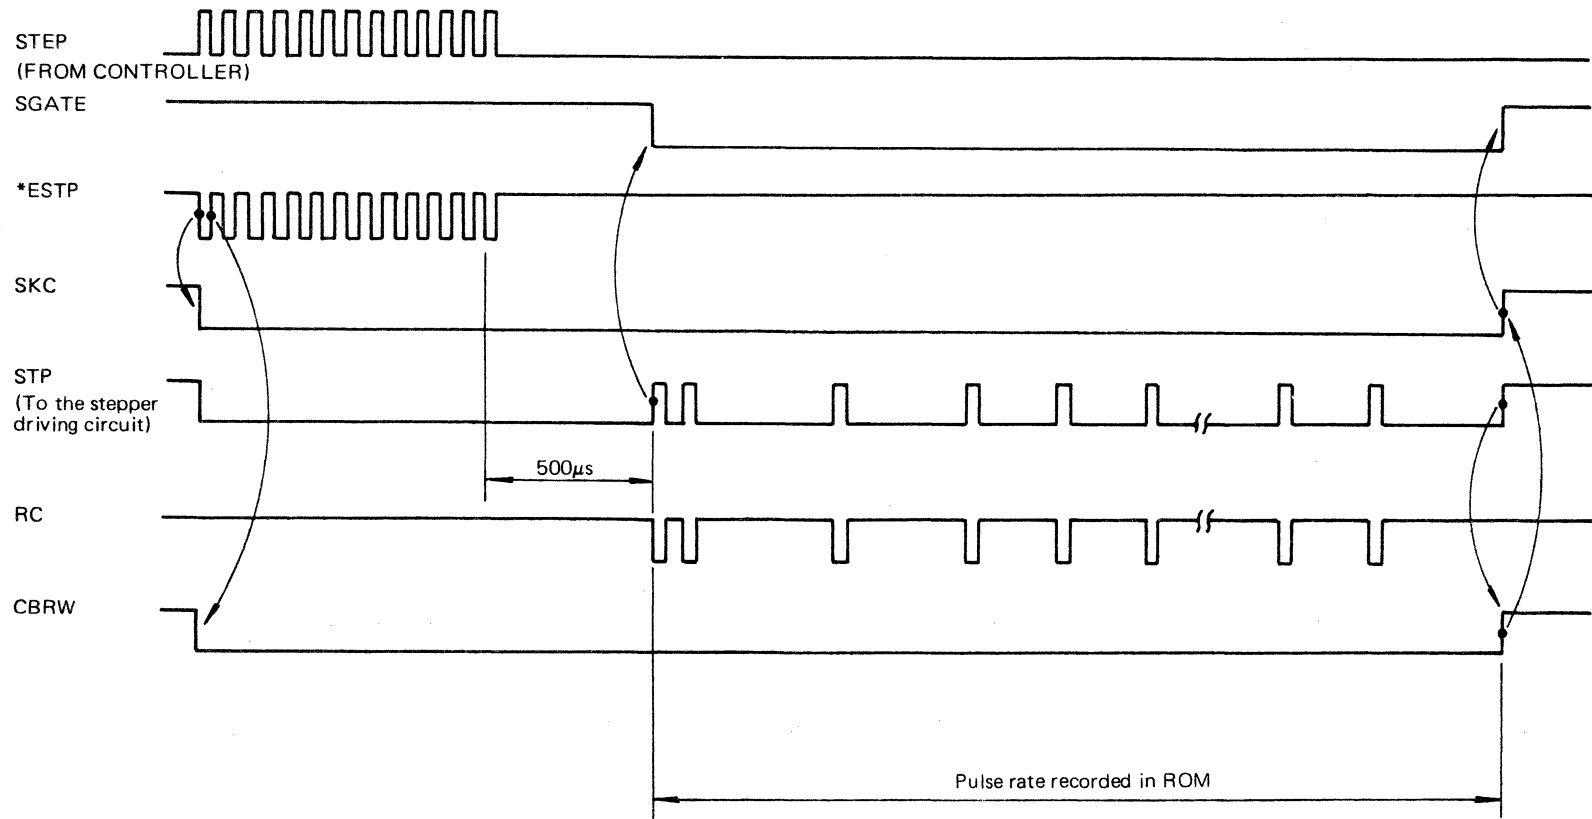 STEP
(FROM CONTROLLER)
SGATE
*ESTP
SKC
STP
(To the stepper
driving circuit)
500μs
RC
CBRW
Pulse rate recorded in ROM